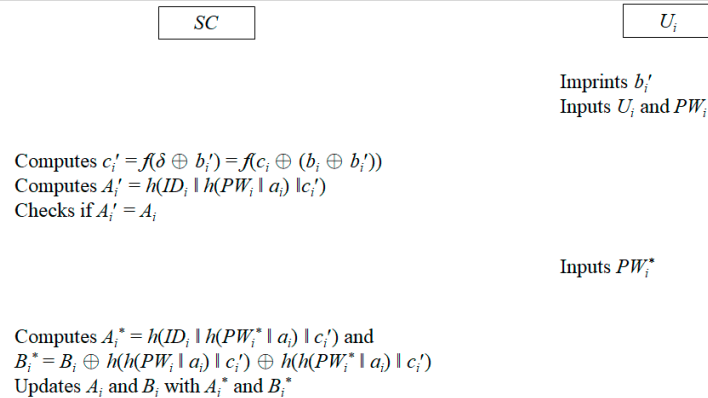 SC
U_i
Imprints b_i′
Inputs U_i and PW_i
Computes c_i′ = f(δ ⊕ b_i′) = f(c_i ⊕ (b_i ⊕ b_i′))
Computes A_i′ = h(ID_i ‖ h(PW_i ‖ a_i) ‖c_i′)
Checks if A_i′ = A_i
Inputs PW_i*
Computes A_i* = h(ID_i ‖ h(PW_i* ‖ a_i) ‖ c_i′) and
B_i* = B_i ⊕ h(h(PW_i ‖ a_i) ‖ c_i′) ⊕ h(h(PW_i* ‖ a_i) ‖ c_i′)
Updates A_i and B_i with A_i* and B_i*